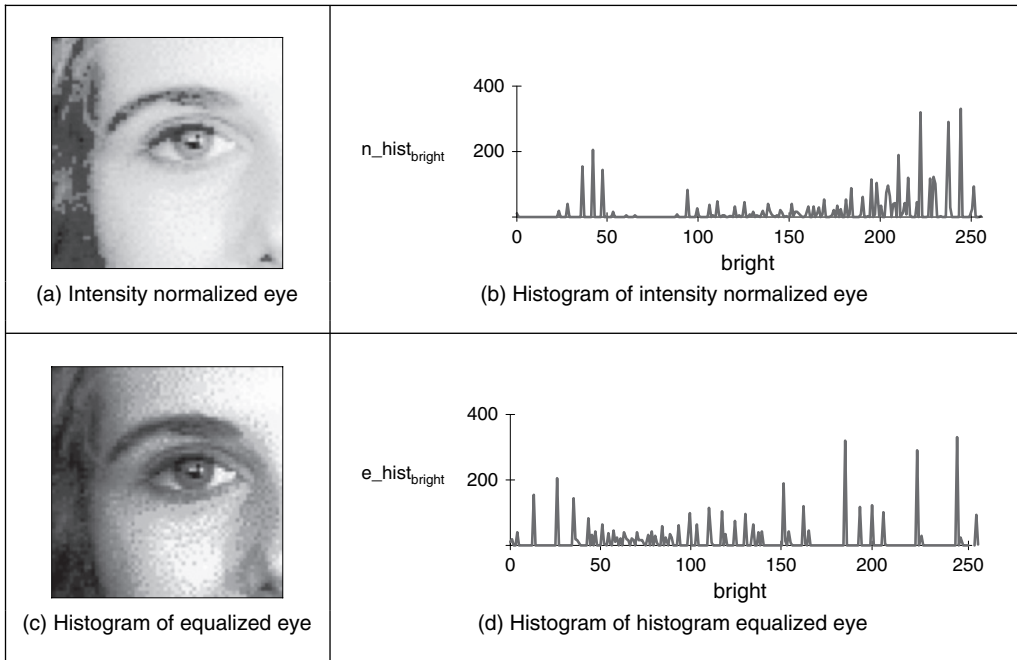 400
n_hist_bright
200
0 50 100 150 200 250
bright
(a) Intensity normalized eye
(b) Histogram of intensity normalized eye
400
e_hist_bright
200
0 50 100 150 200 250
bright
(c) Histogram of equalized eye
(d) Histogram of histogram equalized eye